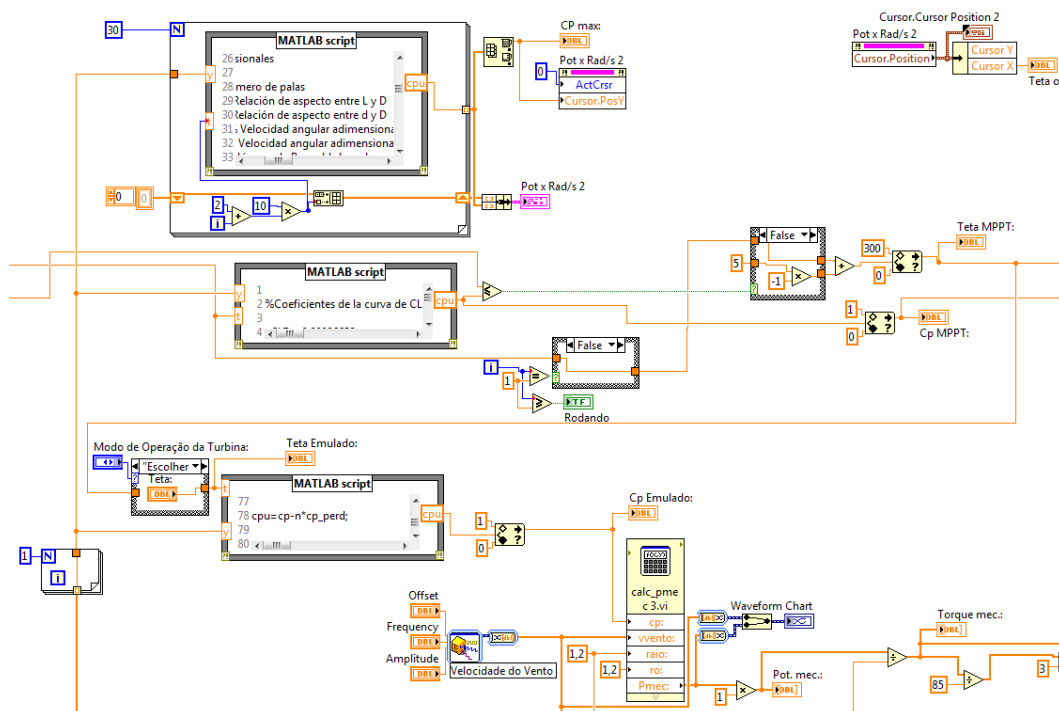 30
N
MATLAB script
26 sionales
27
28 mero de palas
29 Relación de aspecto entre L y D
30 Relación de aspecto entre d y D
31 Velocidad angular adimensiona
32 Velocidad angular adimensiona
33
y
t
cpu
CP max:
DBL
Pot x Rad/s 2
0
ActCrsr
Cursor.PosY
Cursor.Cursor Position 2
Pot x Rad/s 2
Cursor.Position
Cursor Y
Cursor X
DBL
Teta o
0
0
2
i
10
Pot x Rad/s 2
MATLAB script
1
2 %Coeficientes de la curva de CL
3
4
y
t
cpu
False
5
-1
300
0
Teta MPPT:
DBL
1
0
DBL
Cp MPPT:
False
i
1
TF
Rodando
Modo de Operação da Turbina:
"Escolher
Teta:
DBL
Teta Emulado:
DBL
MATLAB script
77
78 cpu=cp-n*cp_perd;
79
80
t
y
cpu
1
0
Cp Emulado:
DBL
1
N
i
calc_pme
c 3.vi
cp:
vvento:
raio:
ro:
Pmec:
Offset
DBL
Frequency
DBL
Amplitude
DBL
Velocidade do Vento
1,2
1,2
Waveform Chart
1
Pot. mec.:
DBL
Torque mec.:
DBL
85
3